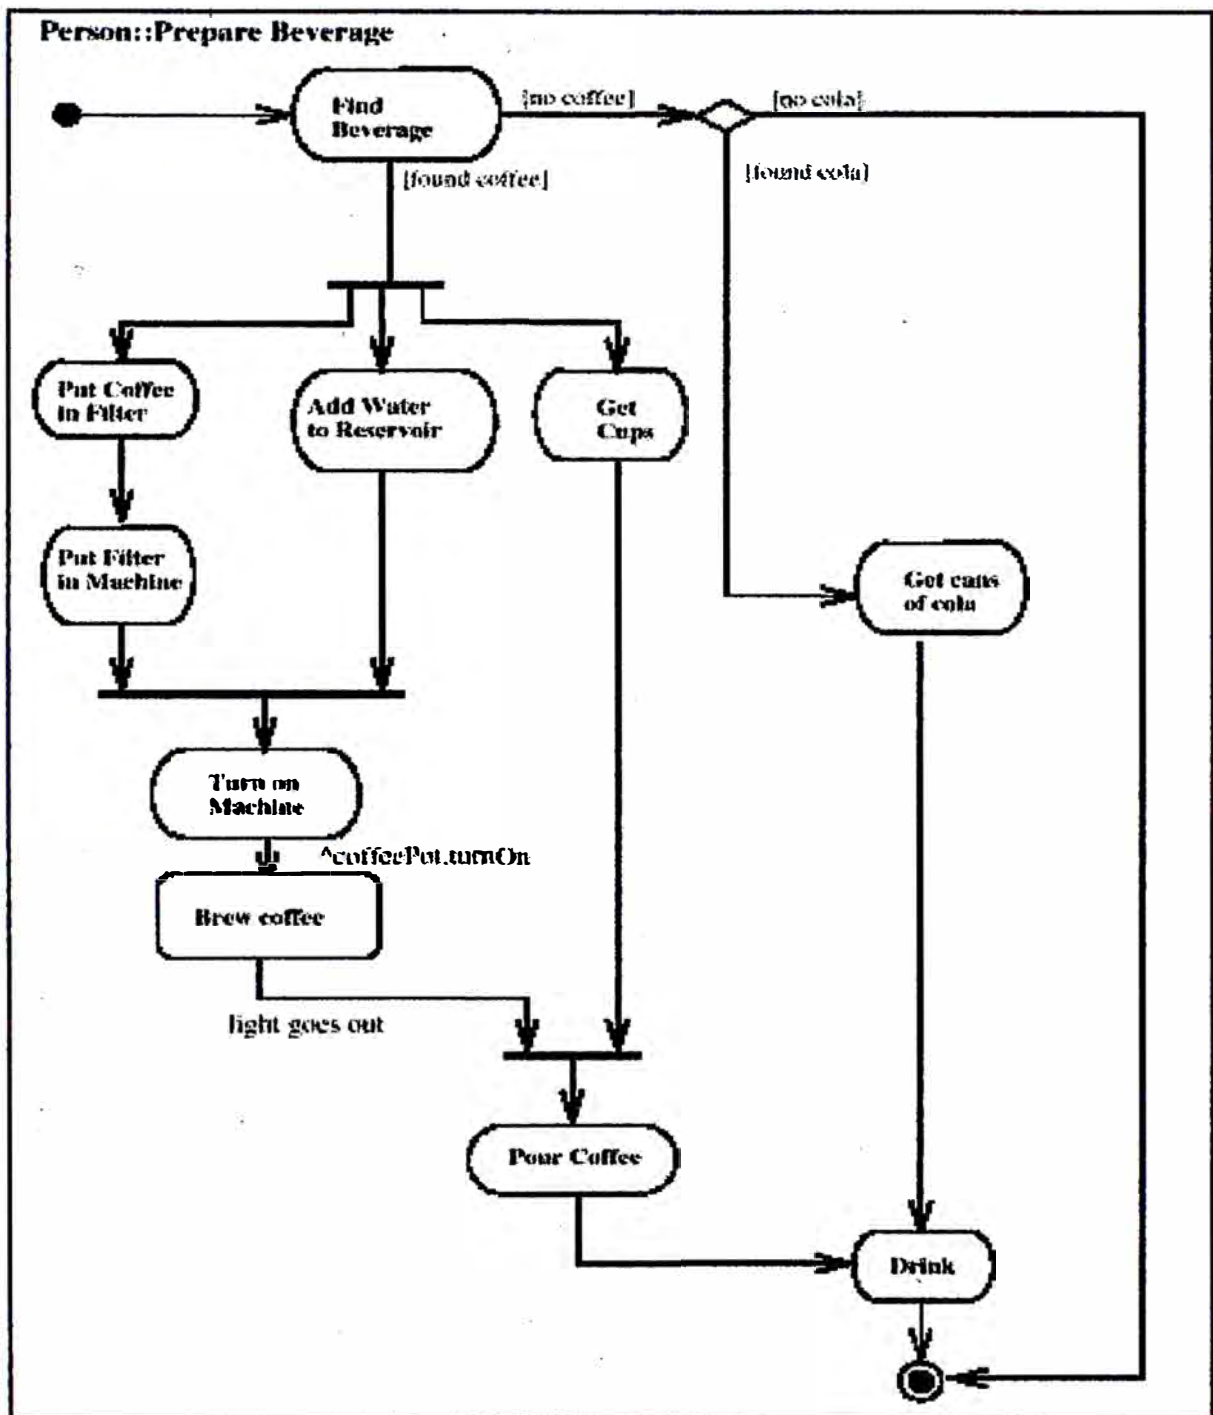 Person::Prepare Beverage
Find
Beverage
[no coffee]
[no cola]
[found coffee]
[found cola]
Put Coffee
in Filter
Add Water
to Reservoir
Get
Cups
Put Filter
in Machine
Get cans
of cola
Turn on
Machine
^coffeePot.turnOn
Brew coffee
light goes out
Pour Coffee
Drink